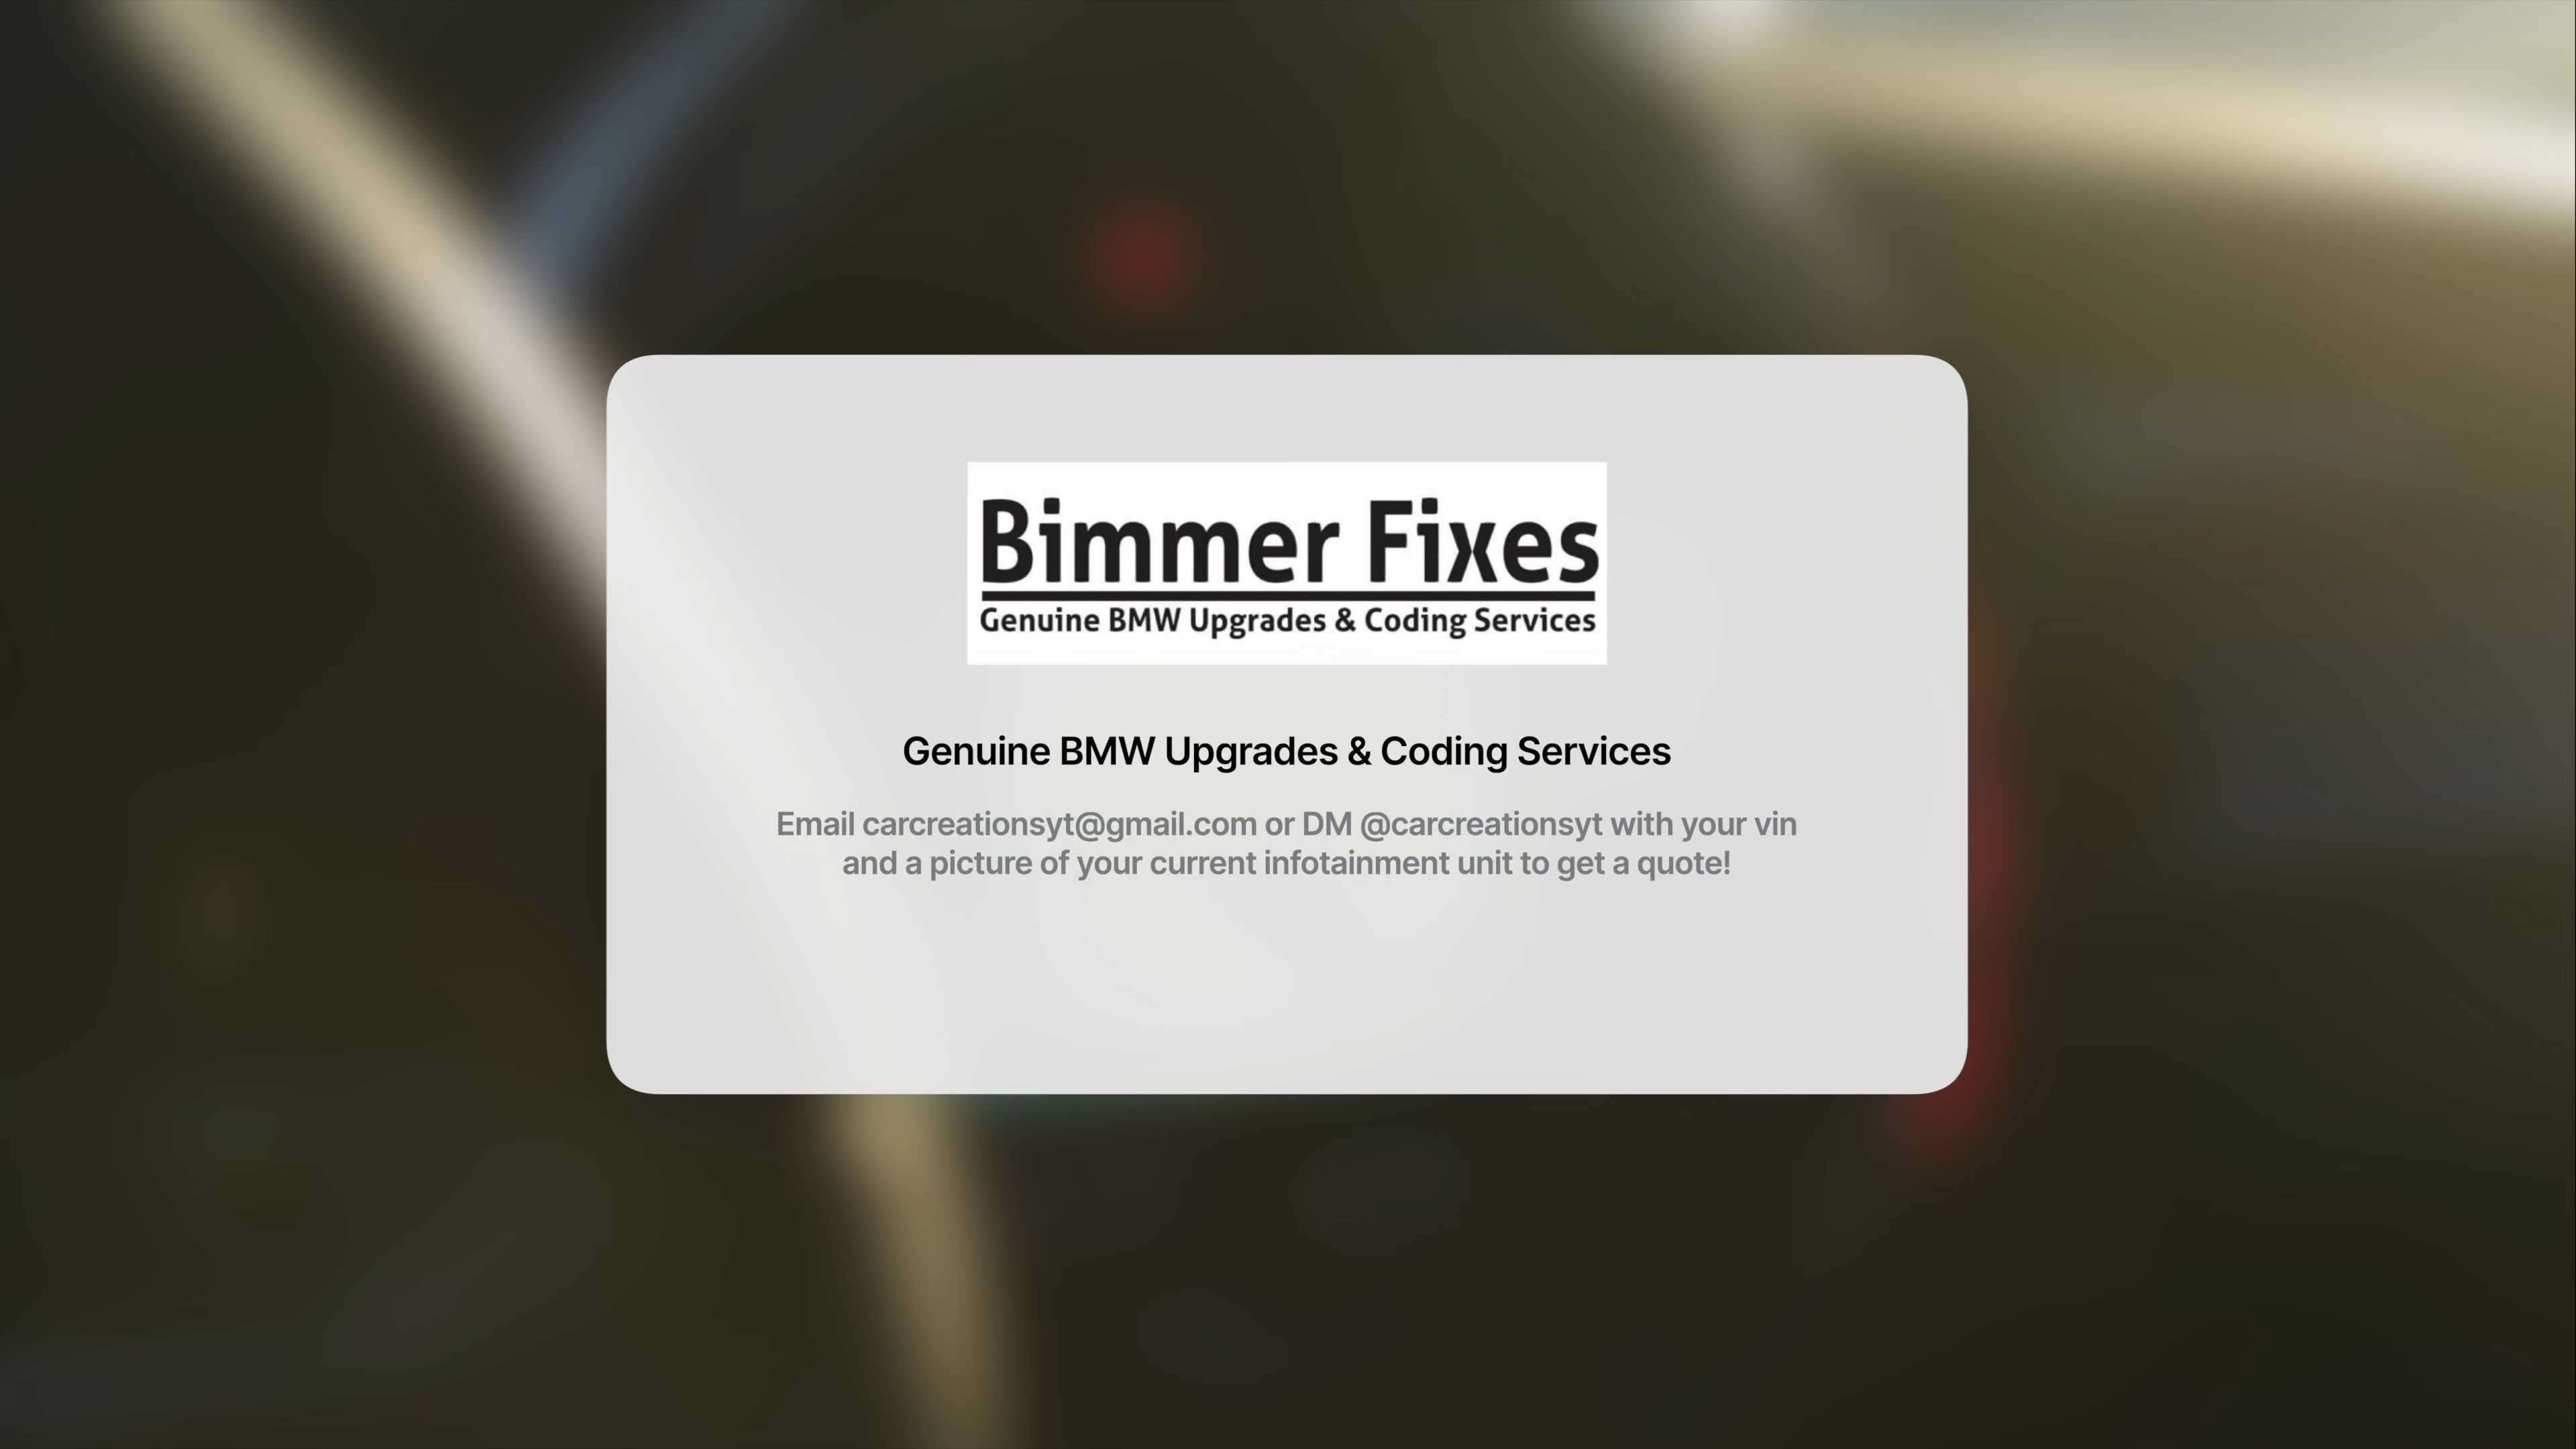 Bimmer Fixes
Genuine BMW Upgrades & Coding Services
Genuine BMW Upgrades & Coding Services
Email carcreationsyt@gmail.com or DM @carcreationsyt with your vin
and a picture of your current infotainment unit to get a quote!